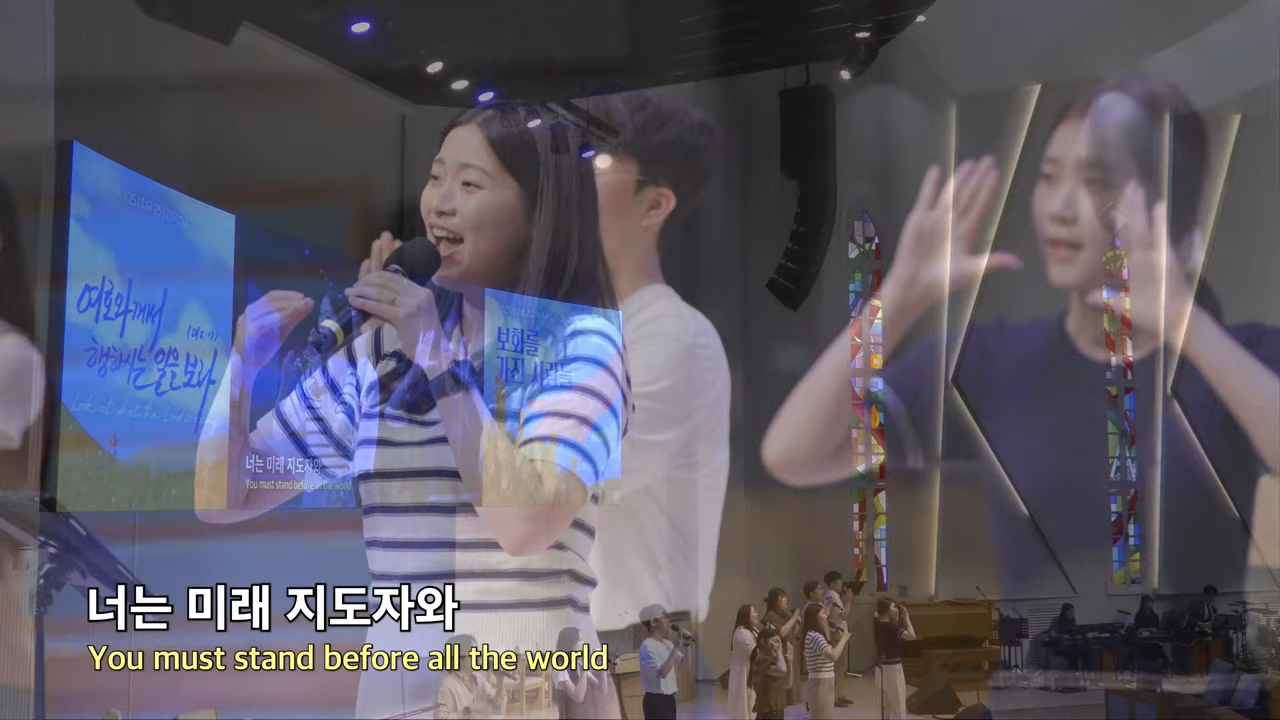 여호와께서
행하시는 일을 보라
보화를
가진 사람들
너는 미래 지도자와
You must stand before all the world
너는 미래 지도자와
You must stand before all the world